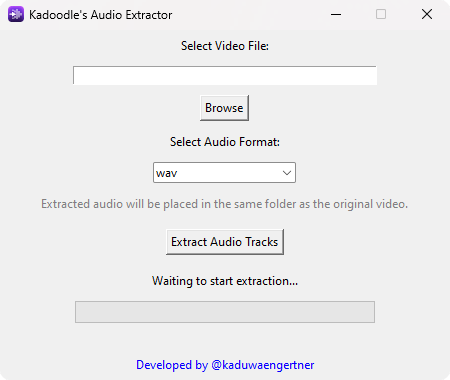 Kadoodle's Audio Extractor
Select Video File:
Browse
Select Audio Format:
wav
Extracted audio will be placed in the same folder as the original video.
Extract Audio Tracks
Waiting to start extraction...
Developed by @kaduwaengertner